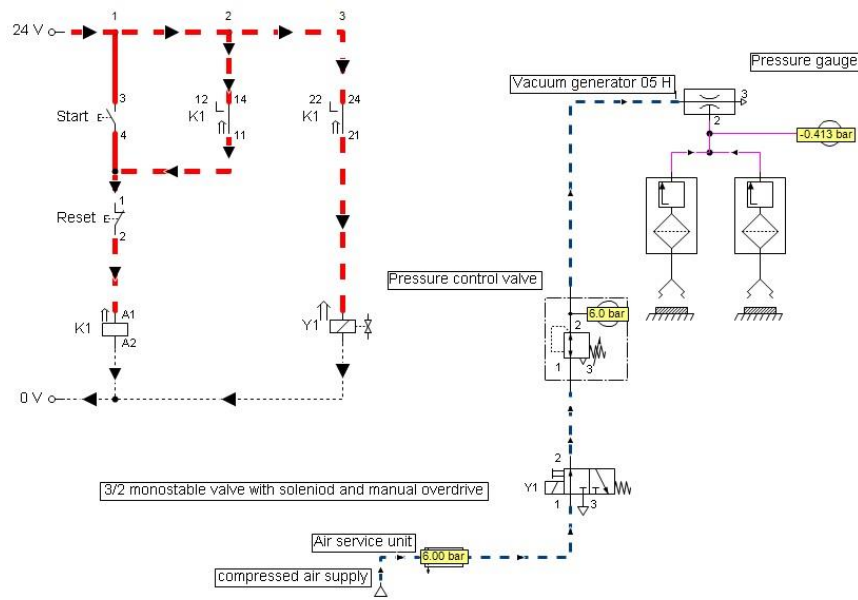 1
2
3
24 V
Pressure gauge
Vacuum generator 05 H
1
3
2
3
12
14
22
24
Start
K1
K1
4
11
21
-0.413 bar
1
Reset
2
Pressure control valve
6.0 bar
K1
A1
A2
Y1
2
1
3
0 V
2
3/2 monostable valve with soleniod and manual overdrive
Y1
1
3
Air service unit
6.00 bar
compressed air supply